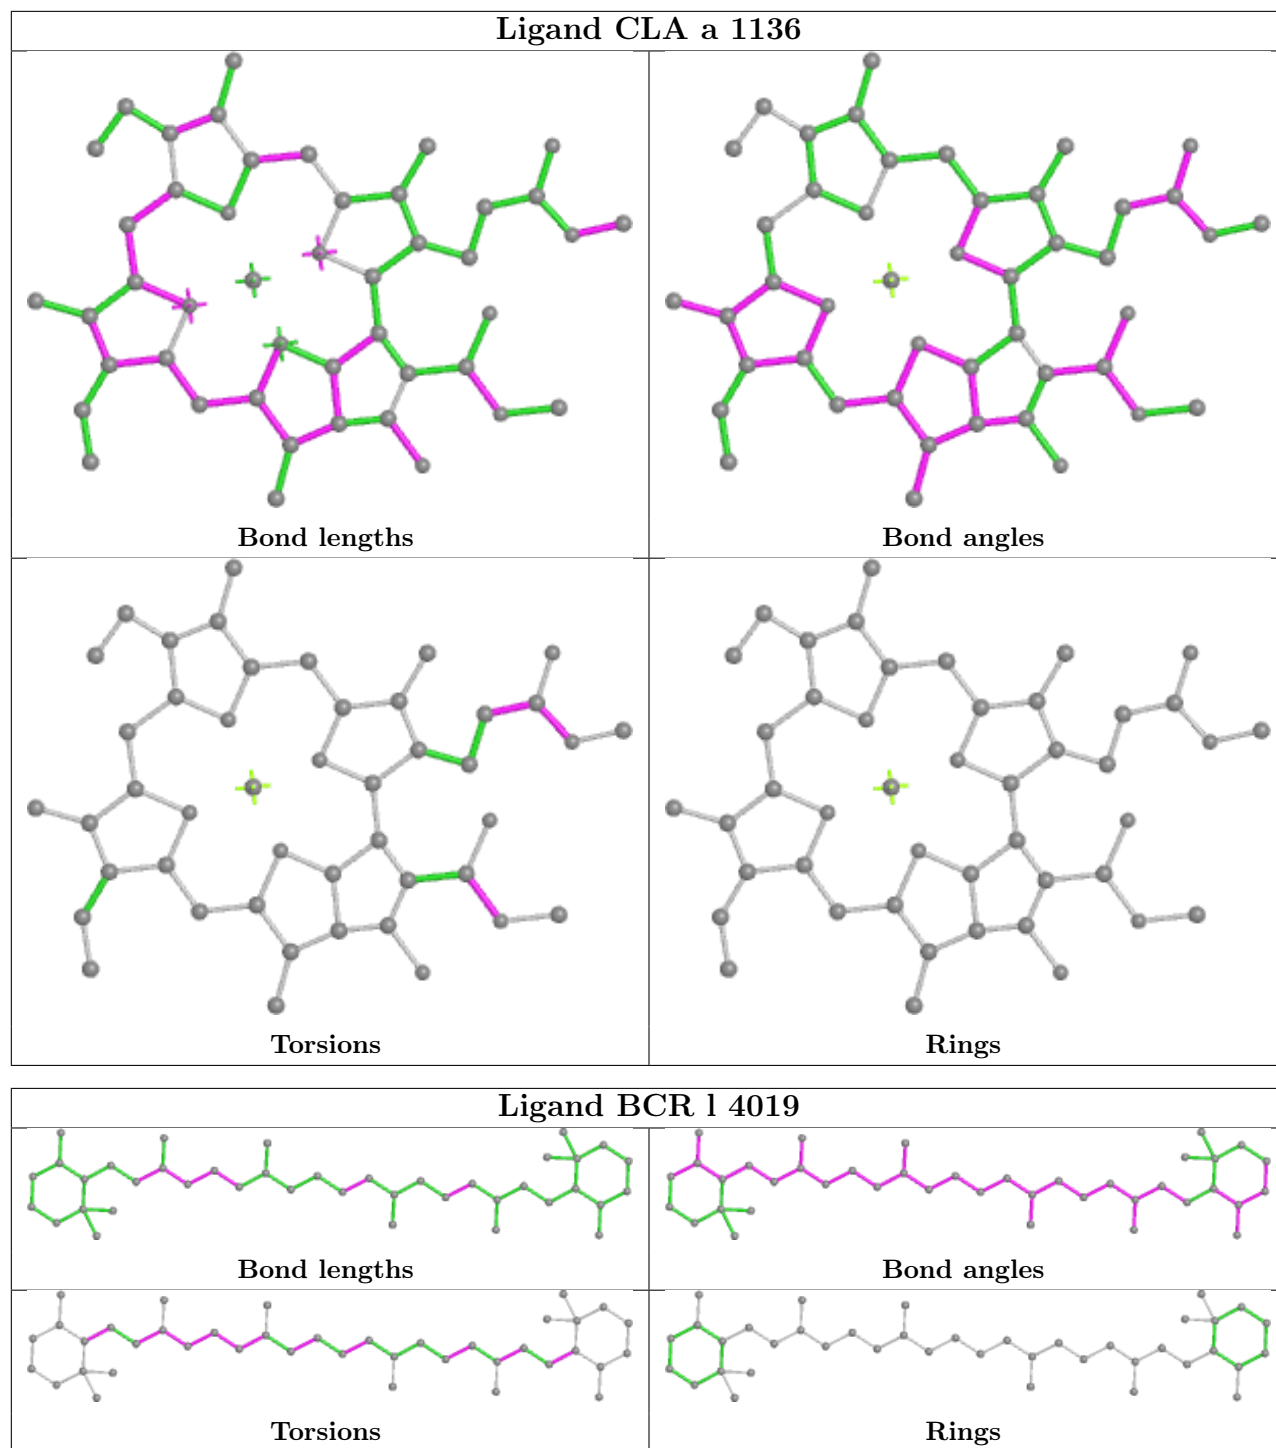 Ligand CLA a 1136
Bond lengths
Bond angles
Torsions
Rings
Ligand BCR l 4019
Bond lengths
Bond angles
Torsions
Rings